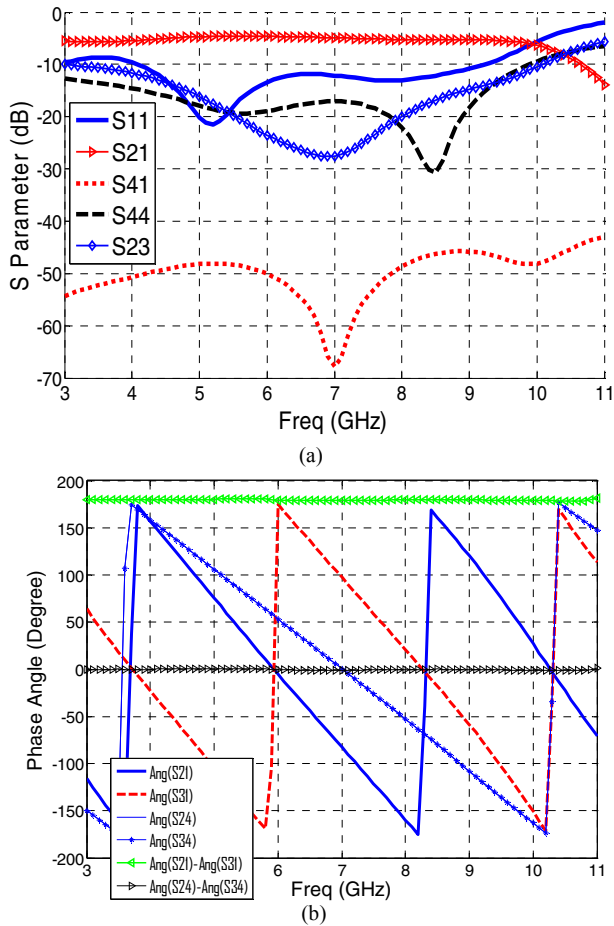 0
-10
-20
-30
-40
-50
-60
-70
S Parameter (dB)
S11
S21
S41
S44
S23
3 4 5 6 7 8 9 10 11
Freq (GHz)
(a)
200
150
100
50
0
-50
-100
-150
-200
Phase Angle (Degree)
Ang(S21)
Ang(S31)
Ang(S24)
Ang(S34)
Ang(S21)-Ang(S31)
Ang(S24)-Ang(S34)
3 6 7 8 9 10 11
Freq (GHz)
(b)